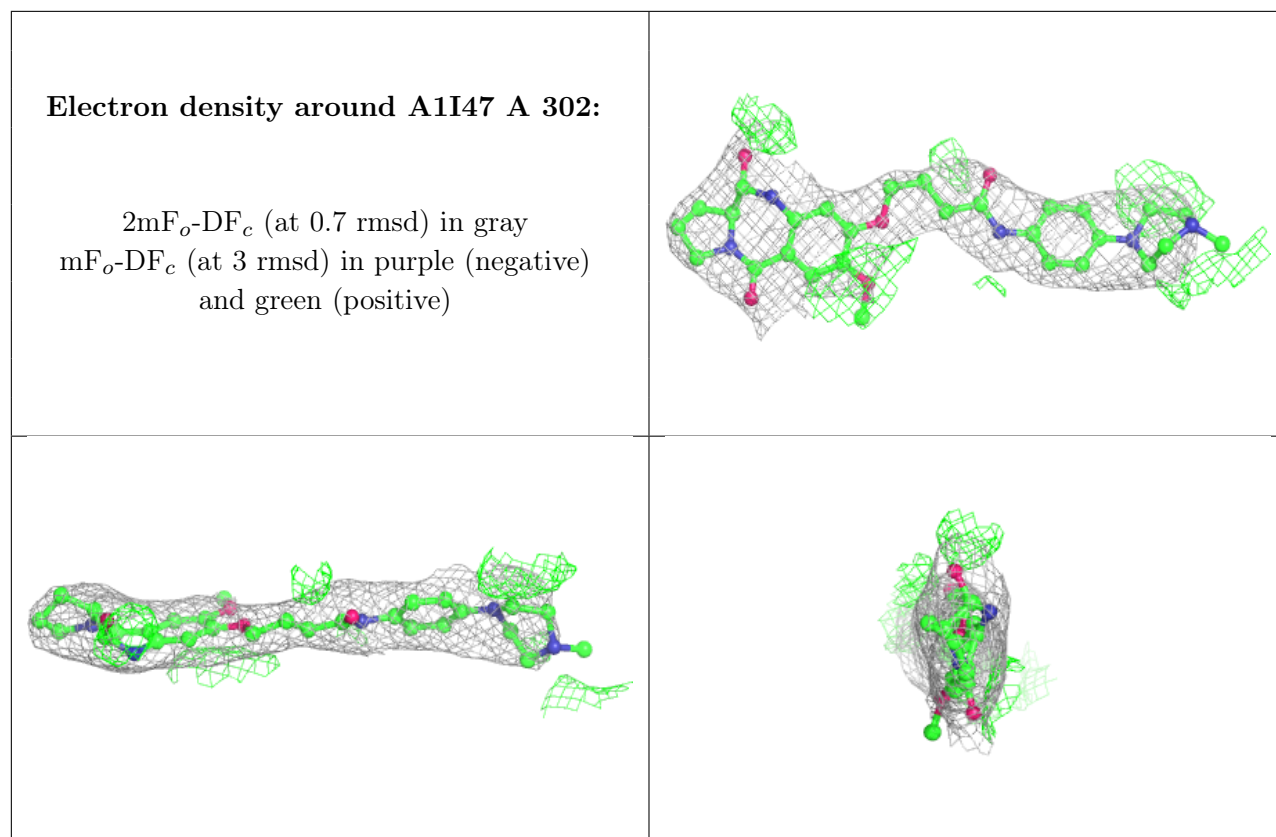 Electron density around A1I47 A 302:
2mFo-DFc (at 0.7 rmsd) in gray
mFo-DFc (at 3 rmsd) in purple (negative)
and green (positive)